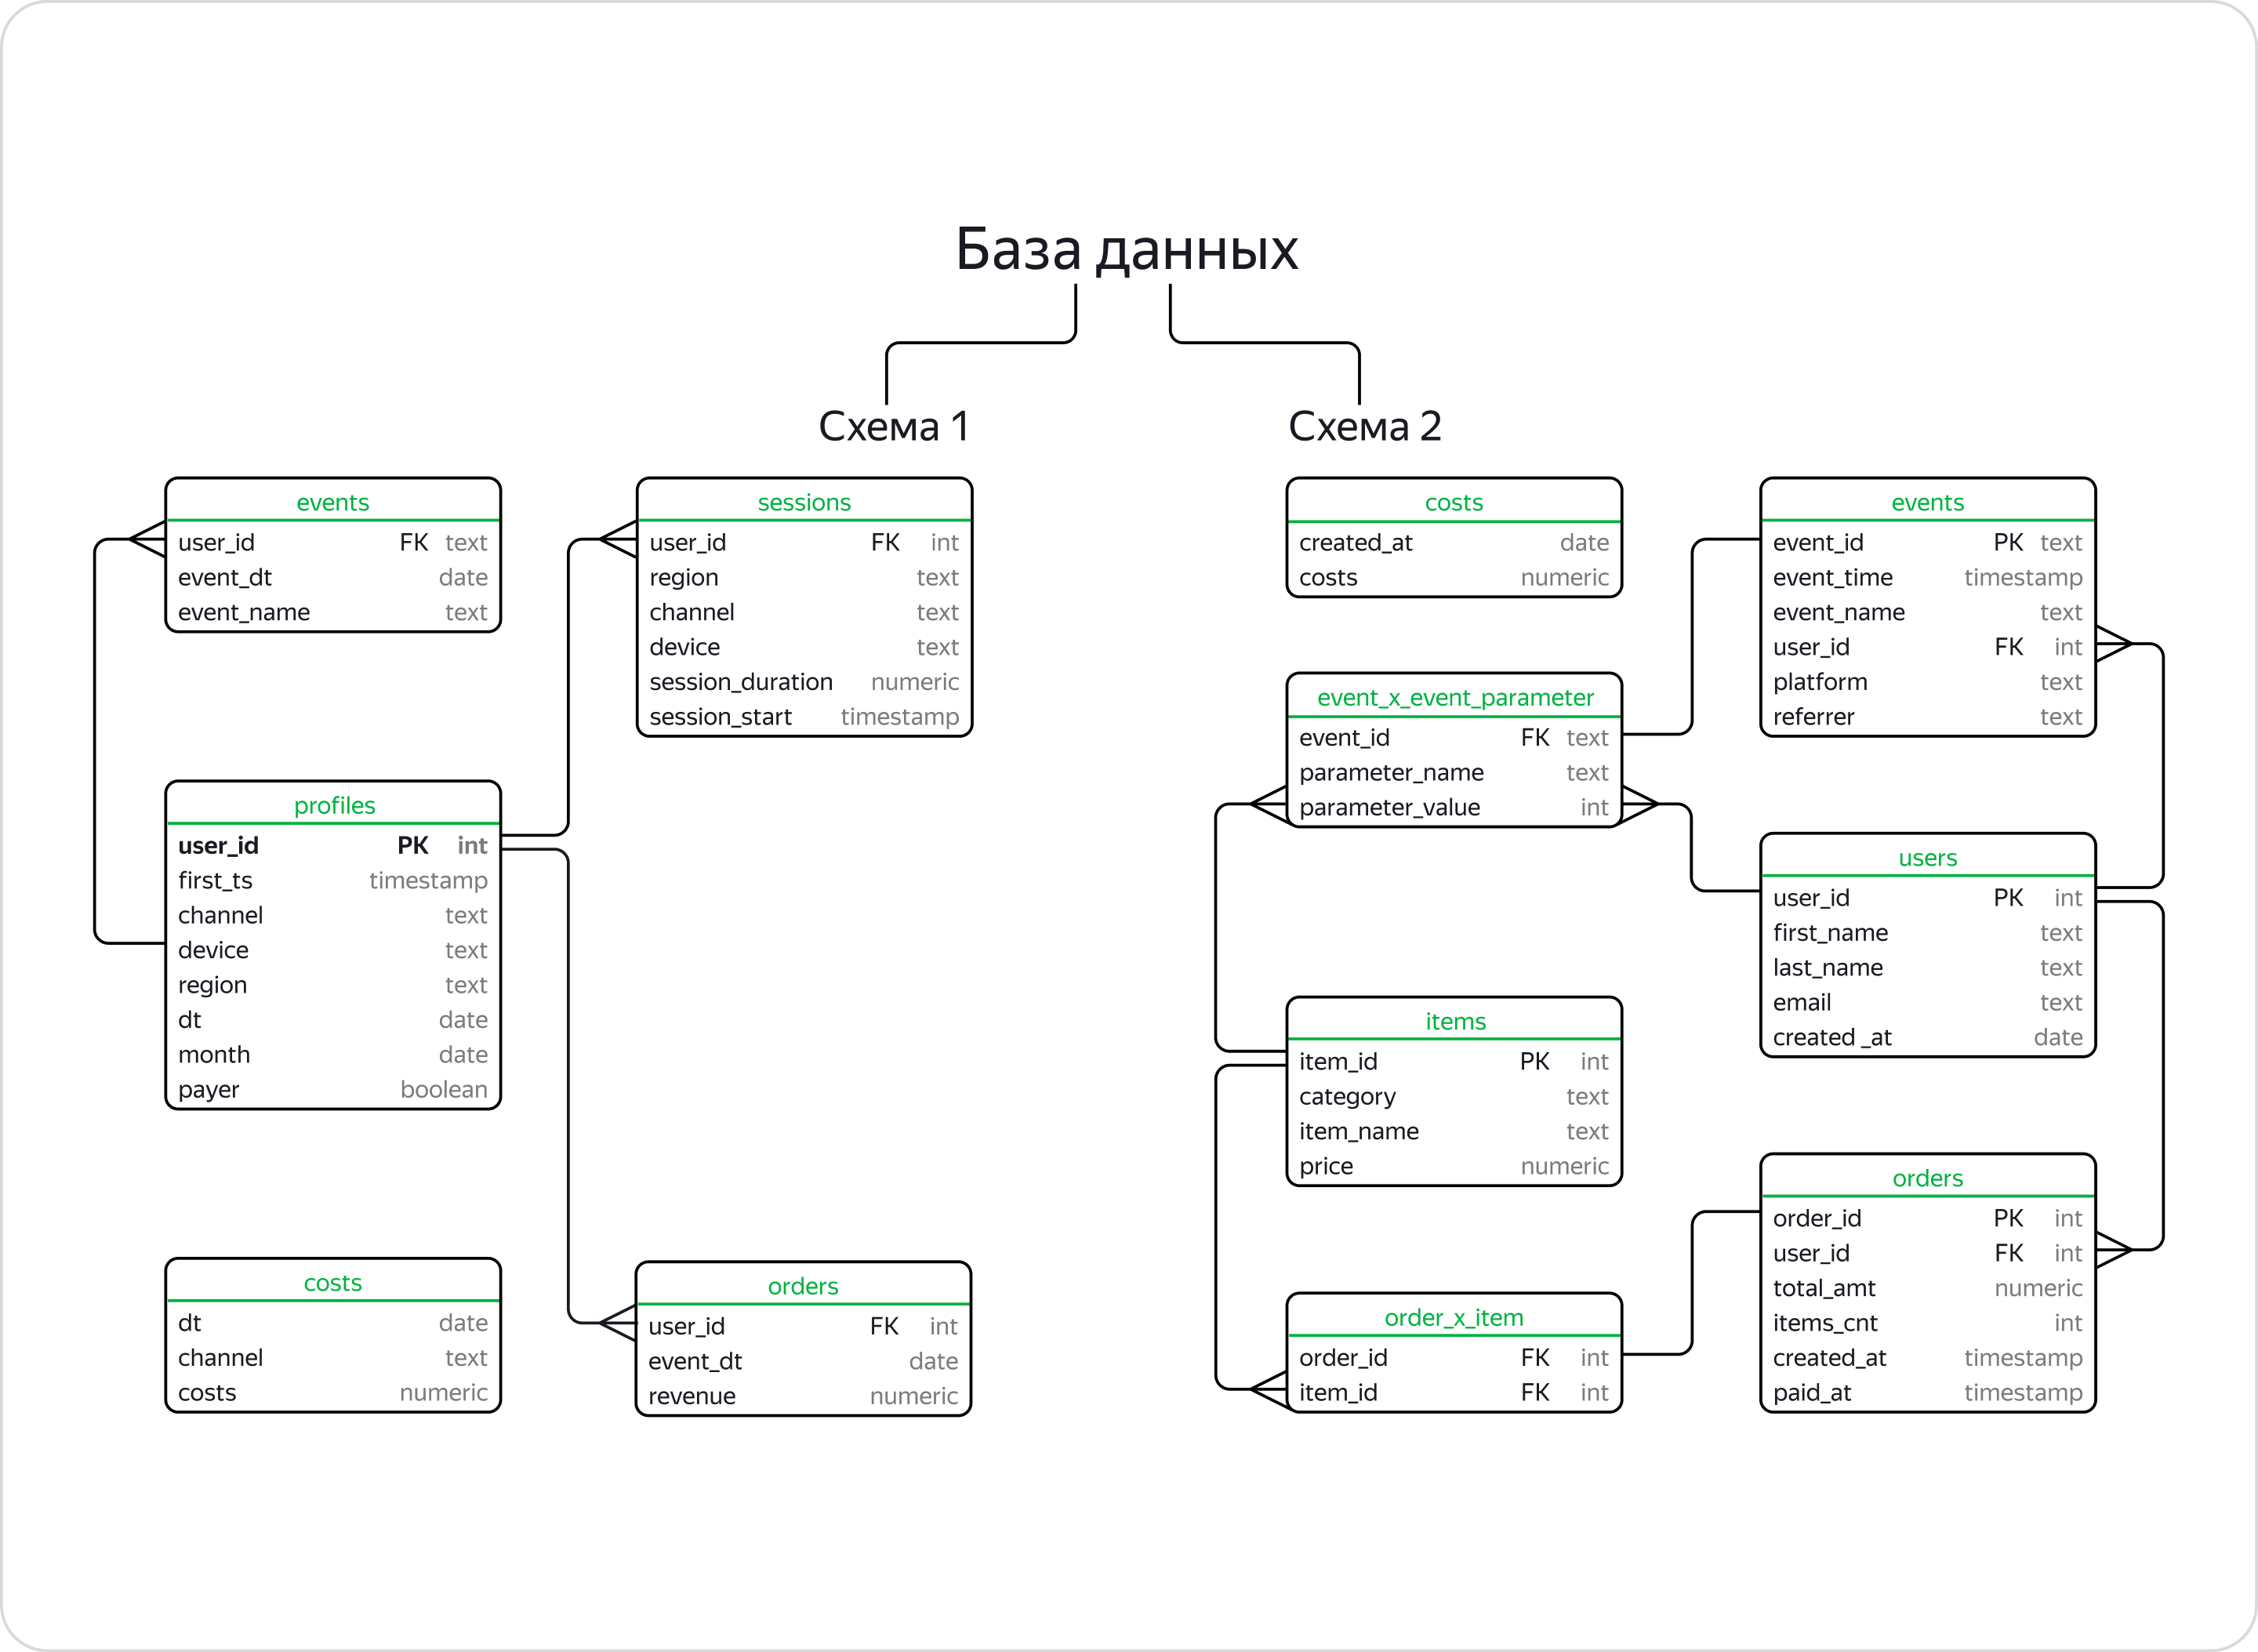 База данных
Схема 1
Схема 2
events
user_id FK text
event_dt date
event_name text
sessions
user_id FK int
region text
channel text
device text
session_duration numeric
session_start timestamp
profiles
user_id PK int
first_ts timestamp
channel text
device text
region text
dt date
month date
payer boolean
costs
dt date
channel text
costs numeric
orders
user_id FK int
event_dt date
revenue numeric
costs
created_at date
costs numeric
events
event_id PK text
event_time timestamp
event_name text
user_id FK int
platform text
referrer text
event_x_event_parameter
event_id FK text
parameter_name text
parameter_value int
users
user_id PK int
first_name text
last_name text
email text
created _at date
items
item_id PK int
category text
item_name text
price numeric
orders
order_id PK int
user_id FK int
total_amt numeric
items_cnt int
created_at timestamp
paid_at timestamp
order_x_item
order_id FK int
item_id FK int